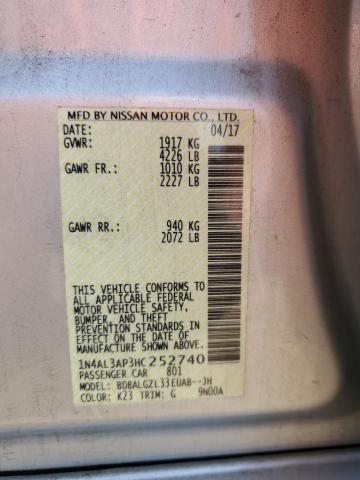 MFD BY NISSAN MOTOR CO., LTD.
DATE: 04/17
GVWR: 1917 KG
4226 LB
GAWR FR.: 1010 KG
2227 LB
GAWR RR.: 940 KG
2072 LB
THIS VEHICLE CONFORMS TO
ALL APPLICABLE FEDERAL
MOTOR VEHICLE SAFETY,
BUMPER, AND THEFT
PREVENTION STANDARDS IN
EFFECT ON THE DATE OF
MANUFACTURE SHOWN ABOVE.
1N4AL3AP3HC252740
PASSENGER CAR 801
MODEL: BDBALGZL33EUAB--JH
COLOR: K23 TRIM: G 9N00A